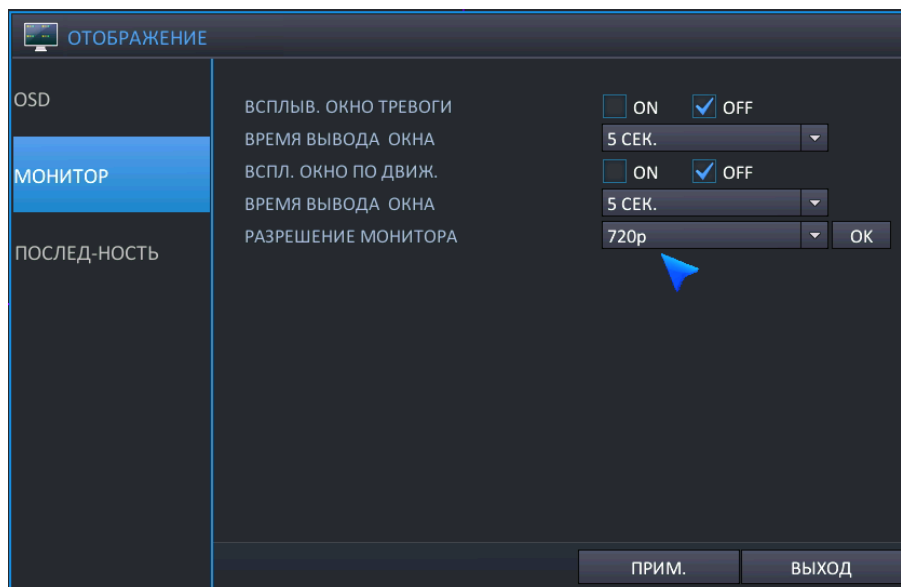 ОТОБРАЖЕНИЕ
OSD
МОНИТОР
ПОСЛЕД-НОСТЬ
ВСПЛЫВ. ОКНО ТРЕВОГИ ON OFF
ВРЕМЯ ВЫВОДА ОКНА 5 СЕК.
ВСПЛ. ОКНО ПО ДВИЖ. ON OFF
ВРЕМЯ ВЫВОДА ОКНА 5 СЕК.
РАЗРЕШЕНИЕ МОНИТОРА 720p OK
ПРИМ. ВЫХОД